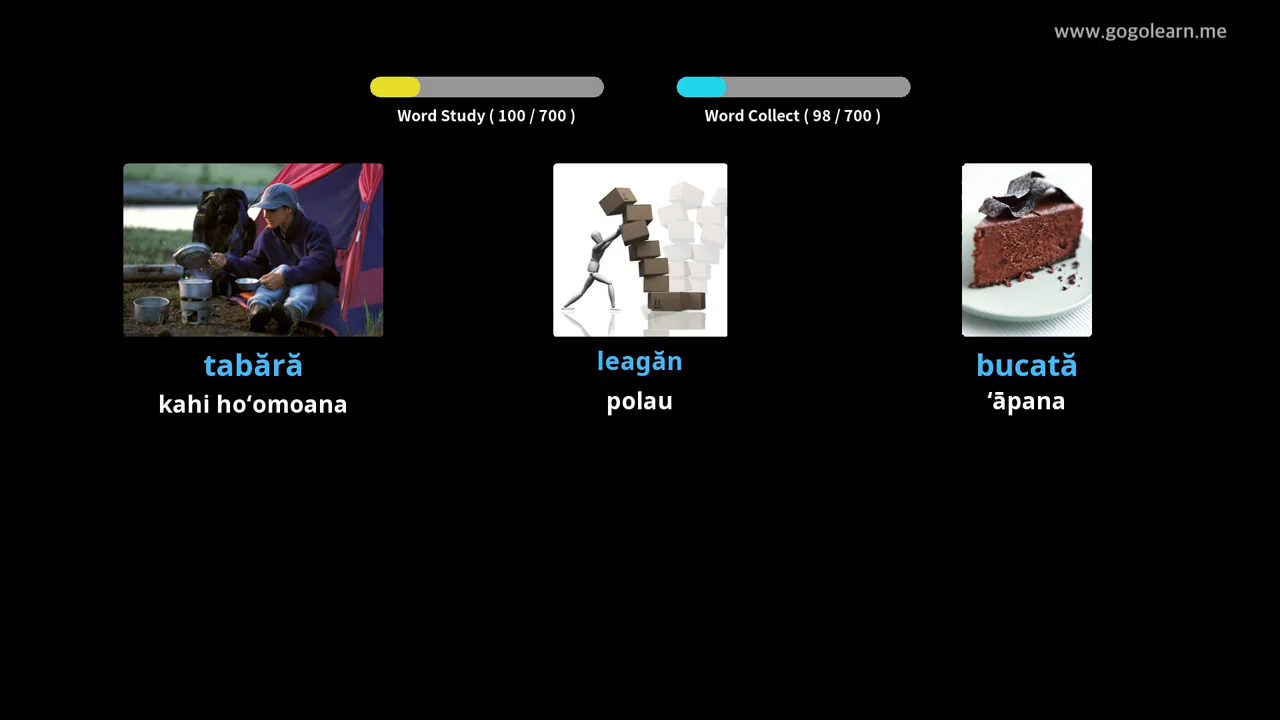 www.gogolearn.me
Word Study ( 100 / 700 )
Word Collect ( 98 / 700 )
tabără
kahi hoʻomoana
leagăn
polau
bucată
ʻāpana